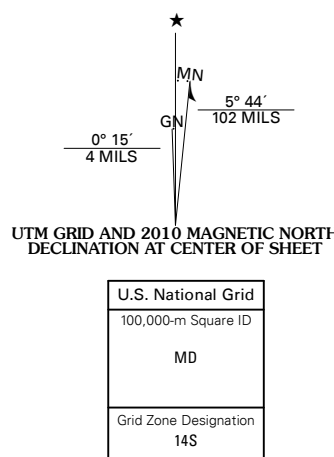 ★
MN
5° 44´
102 MILS
GN
0° 15´
4 MILS
UTM GRID AND 2010 MAGNETIC NORTH
DECLINATION AT CENTER OF SHEET
U.S. National Grid
100,000-m Square ID
MD
Grid Zone Designation
14S